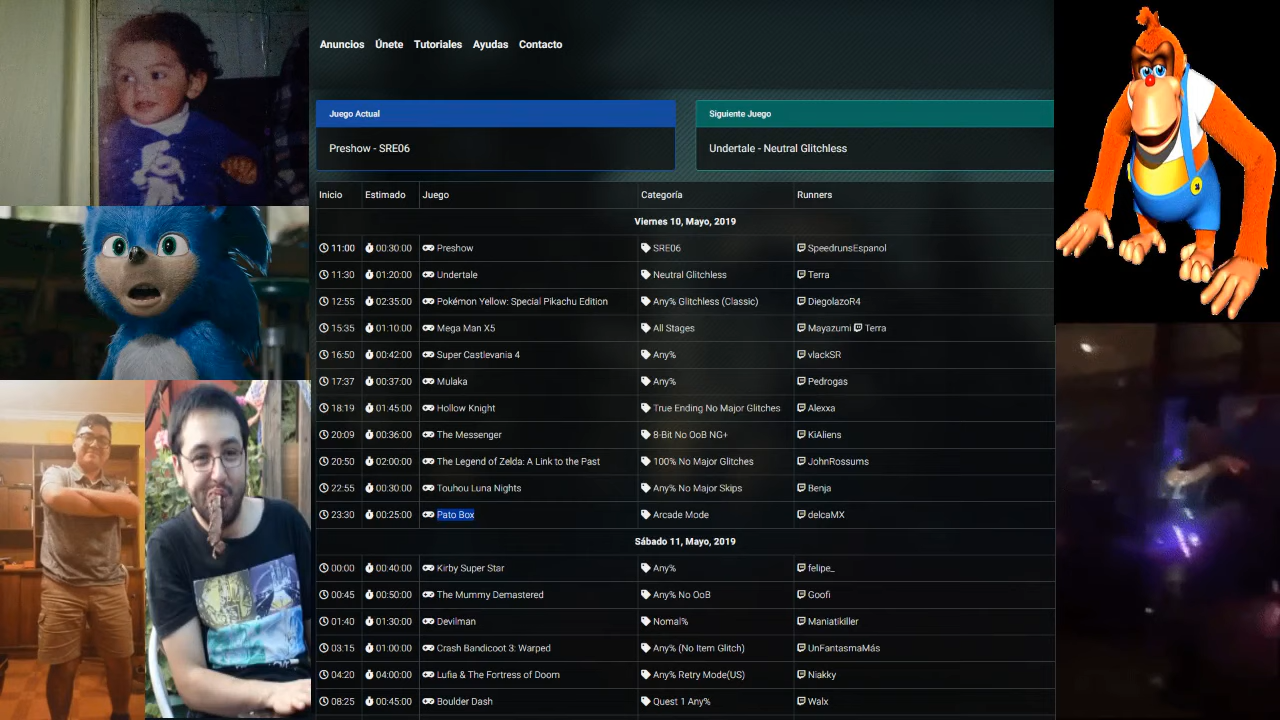 Anuncios Únete Tutoriales Ayudas Contacto
Juego Actual
Preshow - SRE06
Siguiente Juego
Undertale - Neutral Glitchless
Inicio Estimado Juego Categoría Runners
Viernes 10, Mayo, 2019
11:00 00:30:00 Preshow SRE06 SpeedrunsEspanol
11:30 01:20:00 Undertale Neutral Glitchless Terra
12:55 02:35:00 Pokémon Yellow: Special Pikachu Edition Any% Glitchless (Classic) DiegolazoR4
15:35 01:10:00 Mega Man X5 All Stages Mayazumi Terra
16:50 00:42:00 Super Castlevania 4 Any% vlackSR
17:37 00:37:00 Mulaka Any% Pedrogas
18:19 01:45:00 Hollow Knight True Ending No Major Glitches Alexxa
20:09 00:36:00 The Messenger 8-Bit No OoB NG+ KiAliens
20:50 02:00:00 The Legend of Zelda: A Link to the Past 100% No Major Glitches JohnRossums
22:55 00:30:00 Touhou Luna Nights Any% No Major Skips Benja
23:30 00:25:00 Pato Box Arcade Mode delcaMX
Sábado 11, Mayo, 2019
00:00 00:40:00 Kirby Super Star Any% felipe_
00:45 00:50:00 The Mummy Demastered Any% No OoB Goofi
01:40 01:30:00 Devilman Nomal% Maniatikiller
03:15 01:00:00 Crash Bandicoot 3: Warped Any% (No Item Glitch) UnFantasmaMás
04:20 04:00:00 Lufia & The Fortress of Doom Any% Retry Mode(US) Niakky
08:25 00:45:00 Boulder Dash Quest 1 Any% Walx